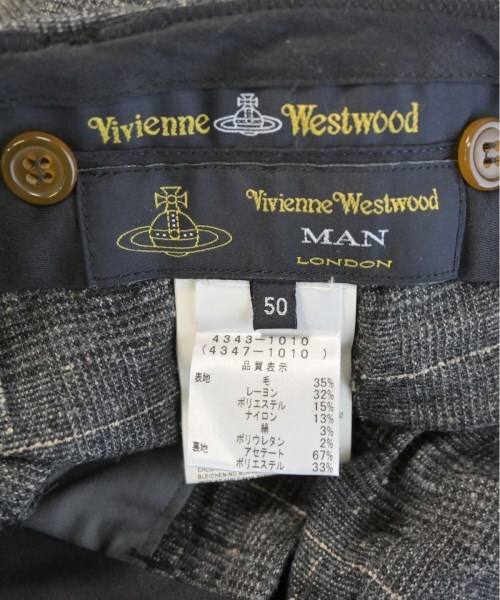 Vivienne Westwood
Vivienne Westwood
MAN
LONDON
50
4343-1010
(4347-1010 )
品質表示
表地 毛 35%
レーヨン 32%
ポリエステル 15%
ナイロン 13%
絹 3%
ポリウレタン 2%
裏地 アセテート 67%
ポリエステル 33%